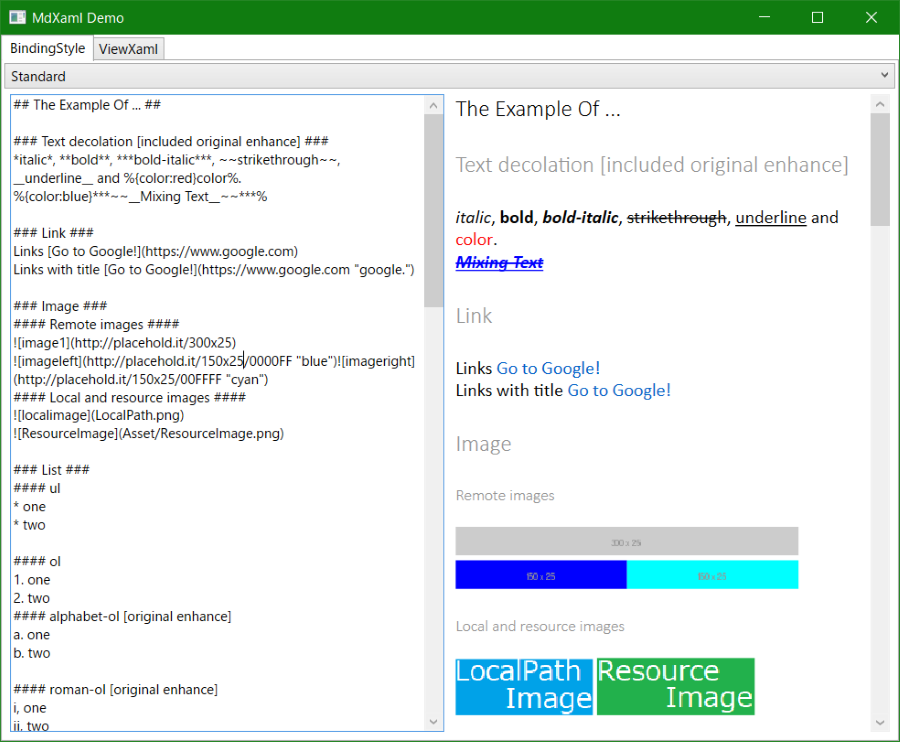 MdXaml Demo
BindingStyle ViewXaml
Standard
## The Example Of ... ##
### Text decolation [included original enhance] ###
*italic*, **bold**, ***bold-italic***, ~~strikethrough~~,
__underline__ and %{color:red}color%.
%{color:blue}***~~__Mixing Text__~~***%
### Link ###
Links [Go to Google!](https://www.google.com)
Links with title [Go to Google!](https://www.google.com "google.")
### Image ###
#### Remote images ####
![image1](http://placehold.it/300x25)
![imageleft](http://placehold.it/150x25/0000FF "blue")![imageright]
(http://placehold.it/150x25/00FFFF "cyan")
#### Local and resource images ####
![localimage](LocalPath.png)
![ResourceImage](Asset/ResourceImage.png)
### List ###
#### ul
* one
* two
#### ol
1. one
2. two
#### alphabet-ol [original enhance]
a. one
b. two
#### roman-ol [original enhance]
i, one
ii, two
The Example Of ...
Text decolation [included original enhance]
italic, bold, bold-italic, strikethrough, underline and
color.
Mixing Text
Link
Links Go to Google!
Links with title Go to Google!
Image
Remote images
300 x 25
150 x 25 150 x 25
Local and resource images
LocalPath Resource
Image Image